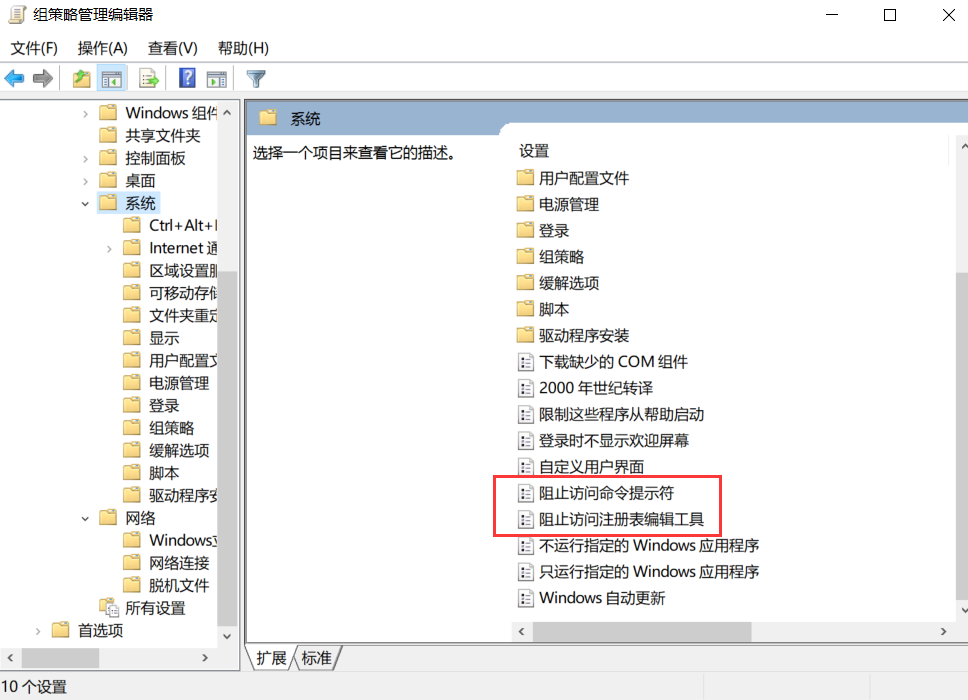 组策略管理编辑器
文件(F) 操作(A) 查看(V) 帮助(H)
Windows 组件
共享文件夹
控制面板
桌面
系统
Ctrl+Alt+
Internet 通
区域设置服
可移动存储
文件夹重定
显示
用户配置文
电源管理
登录
组策略
缓解选项
脚本
驱动程序安
网络
Windows
网络连接
脱机文件
所有设置
首选项
系统
选择一个项目来查看它的描述。
设置
用户配置文件
电源管理
登录
组策略
缓解选项
脚本
驱动程序安装
下载缺少的 COM 组件
2000 年世纪转译
限制这些程序从帮助启动
登录时不显示欢迎屏幕
自定义用户界面
阻止访问命令提示符
阻止访问注册表编辑工具
不运行指定的 Windows 应用程序
只运行指定的 Windows 应用程序
Windows 自动更新
扩展 标准
10 个设置